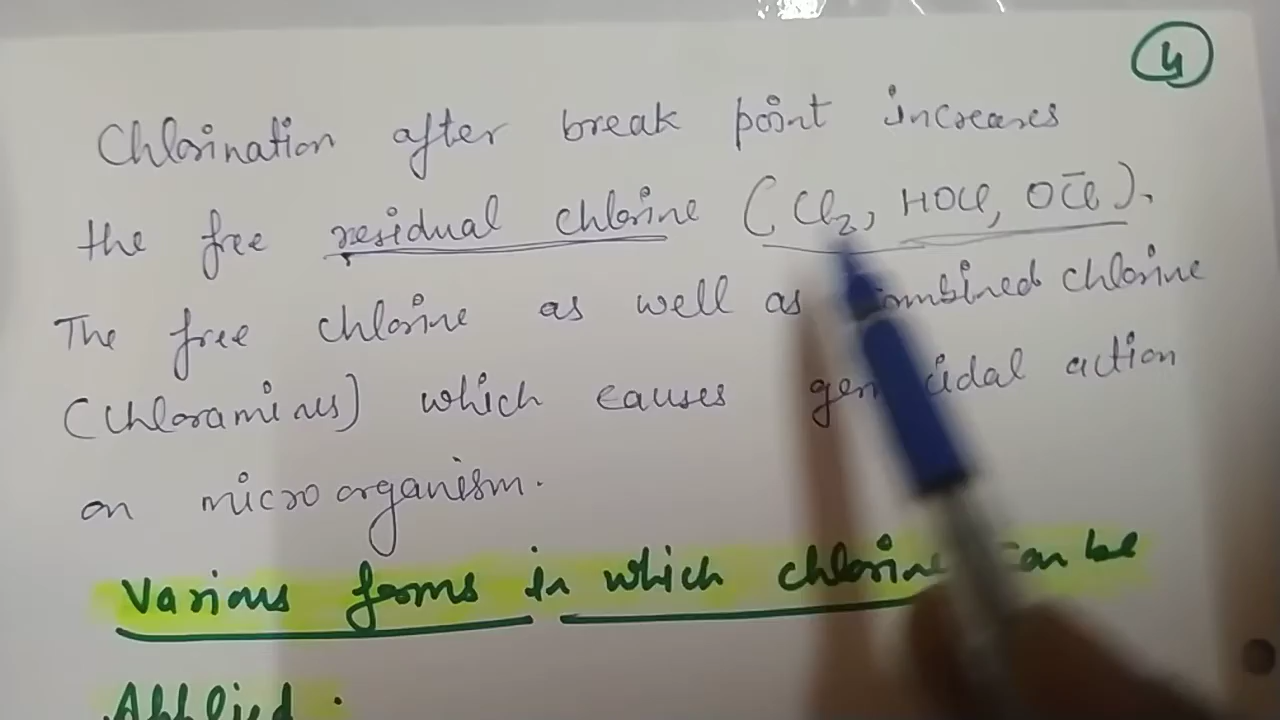 4
Chlorination after break point increases
the free residual chlorine (Cl2, HOCl, OCl̄).
The free chlorine as well as combined chlorine
(Chloramines) which causes germicidal action
on microorganism.
Various forms in which chlorine can be
Applied :